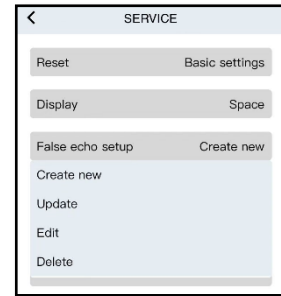 SERVICE
Reset Basic settings
Display Space
False echo setup Create new
Create new
Update
Edit
Delete